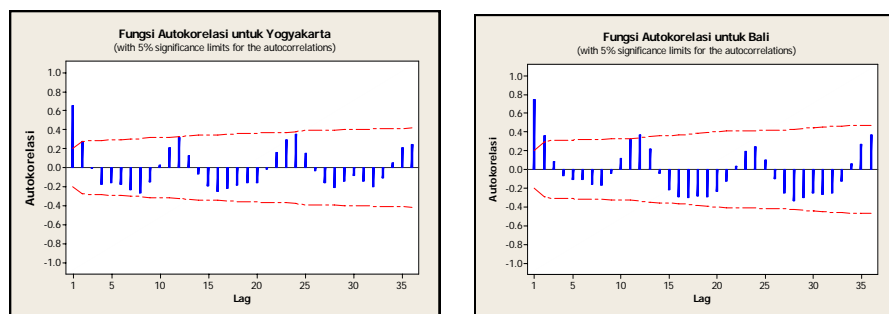 Fungsi Autokorelasi untuk Yogyakarta
(with 5% significance limits for the autocorrelations)
1.0
0.8
0.6
0.4
0.2
0.0
-0.2
-0.4
-0.6
-0.8
-1.0
Autokorelasi
1 5 10 15 20 25 30 35
Lag
Fungsi Autokorelasi untuk Bali
(with 5% significance limits for the autocorrelations)
1.0
0.8
0.6
0.4
0.2
0.0
-0.2
-0.4
-0.6
-0.8
-1.0
Autokorelasi
1 5 10 15 20 25 30 35
Lag